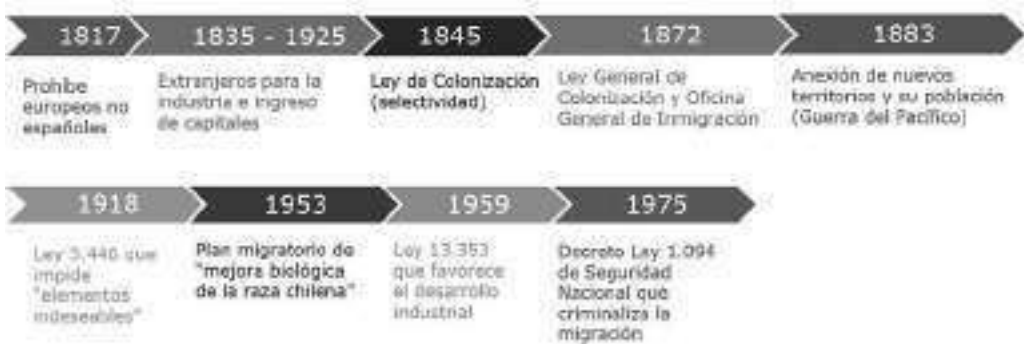 1817
1835 - 1925
1845
1872
1883
Prohíbe
europeos no
españoles
Extranjeros para la
industria e ingreso
de capitales
Ley de Colonización
(selectividad)
Ley General de
Colonización y Oficina
General de Inmigración
Anexión de nuevos
territorios y su población
(Guerra del Pacífico)
1918
1953
1959
1975
Ley 3.446 que
impide
"elementos
indeseables"
Plan migratorio de
"mejora biológica
de la raza chilena"
Ley 13.353
que favorece
el desarrollo
industrial
Decreto Ley 1.094
de Seguridad
Nacional que
criminaliza la
migración